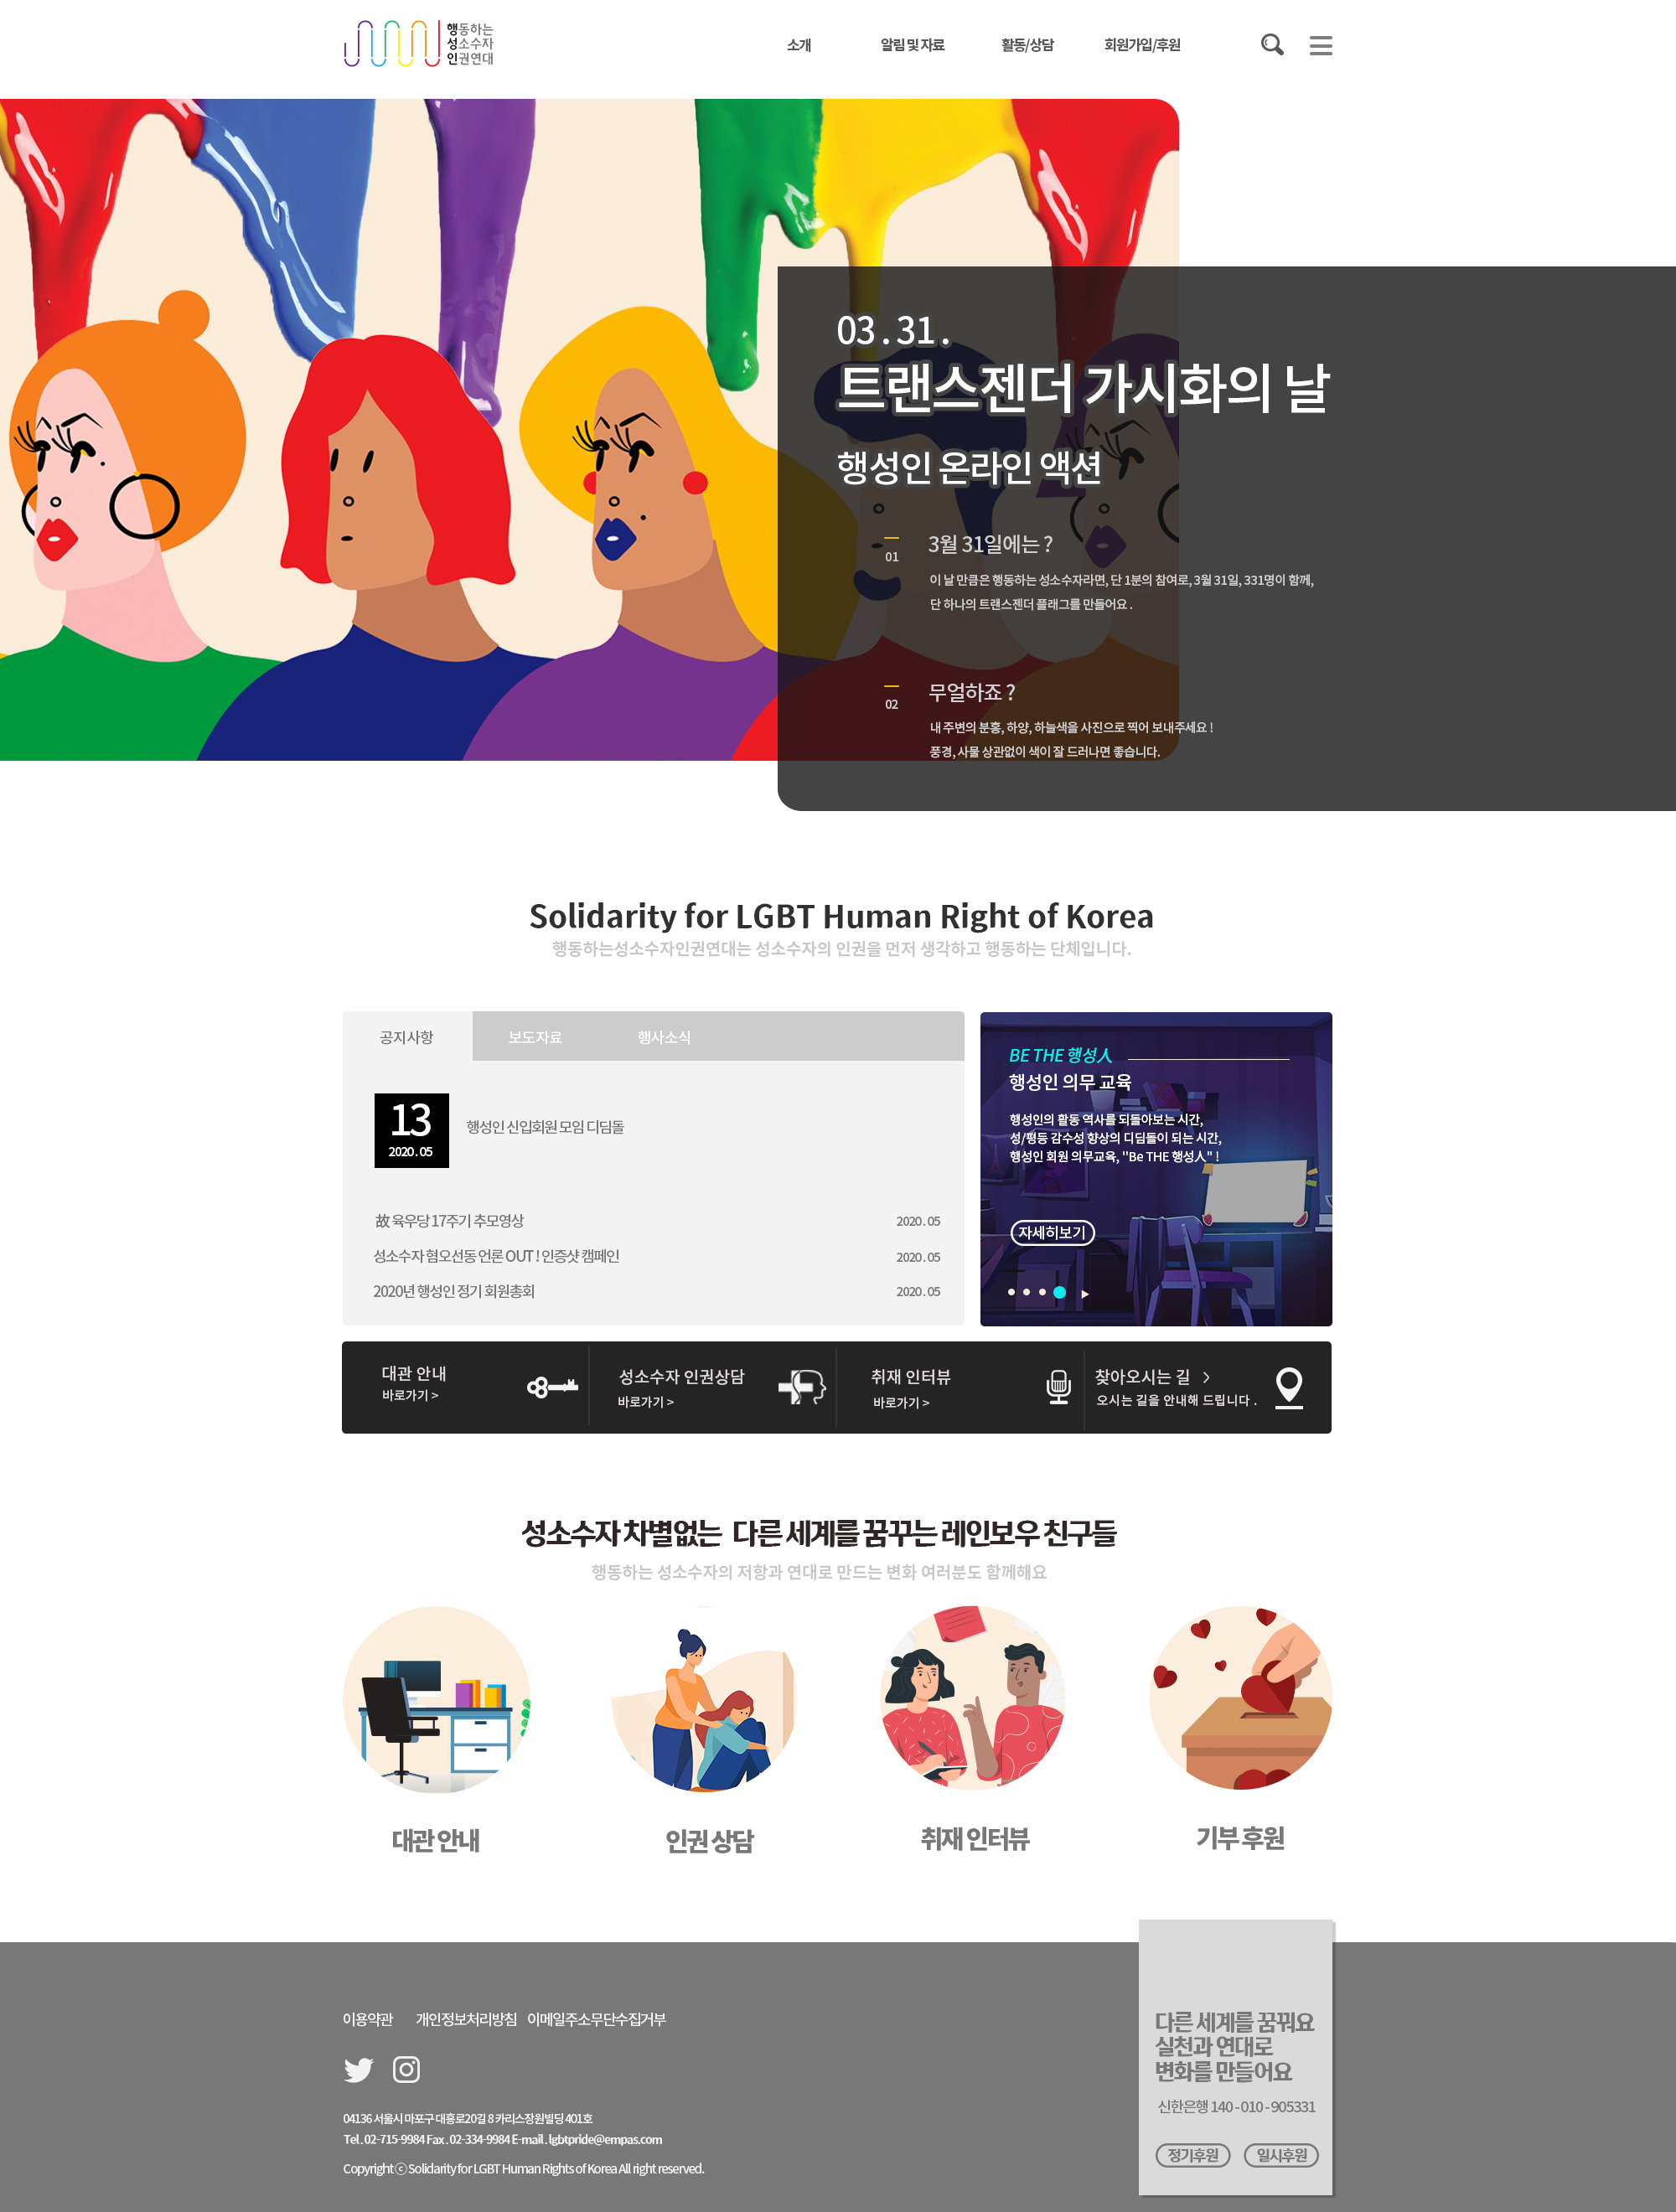 행동하는
성소수자
인권연대
소개
알림 및 자료
활동/상담
회원가입/후원
03 . 31 .
트랜스젠더 가시화의 날
행성인 온라인 액션
01
3월 31일에는 ?
이 날 만큼은 행동하는 성소수자라면, 단 1분의 참여로, 3월 31일, 331명이 함께,
단 하나의 트랜스젠더 플래그를 만들어요 .
02
무얼하죠 ?
내 주변의 분홍, 하양, 하늘색을 사진으로 찍어 보내주세요 !
풍경, 사물 상관없이 색이 잘 드러나면 좋습니다.
Solidarity for LGBT Human Right of Korea
행동하는성소수자인권연대는 성소수자의 인권을 먼저 생각하고 행동하는 단체입니다.
공지사항
보도자료
행사소식
13
2020 . 05
행성인 신입회원 모임 디딤돌
故 육우당 17주기 추모영상
2020 . 05
성소수자 혐오선동 언론 OUT ! 인증샷 캠페인
2020 . 05
2020년 행성인 정기 회원총회
2020 . 05
BE THE 행성人
행성인 의무 교육
행성인의 활동 역사를 되돌아보는 시간,
성/평등 감수성 향상의 디딤돌이 되는 시간,
행성인 회원 의무교육, "Be THE 행성人" !
자세히보기
대관 안내
바로가기 >
성소수자 인권상담
바로가기 >
취재 인터뷰
바로가기 >
찾아오시는 길 >
오시는 길을 안내해 드립니다 .
성소수자 차별없는 다른 세계를 꿈꾸는 레인보우 친구들
행동하는 성소수자의 저항과 연대로 만드는 변화 여러분도 함께해요
대관 안내
인권 상담
취재 인터뷰
기부 후원
이용약관
개인정보처리방침
이메일주소무단수집거부
04136 서울시 마포구 대흥로20길 8 카리스장원빌딩 401호
Tel . 02-715-9984 Fax . 02-334-9984 E-mail . lgbtpride@empas.com
Copyright ⓒ Solidarity for LGBT Human Rights of Korea All right reserved.
다른 세계를 꿈꿔요
실천과 연대로
변화를 만들어요
신한은행 140 - 010 - 905331
정기후원
일시후원